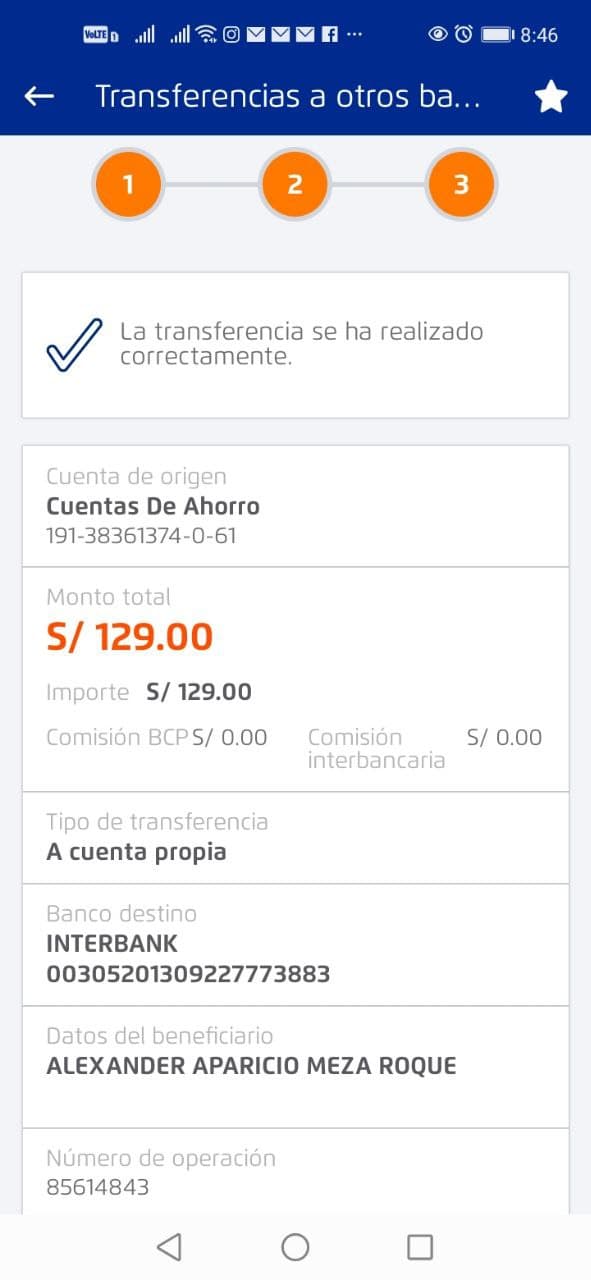 VoLTE D ... 8:46
Transferencias a otros ba...
1 2 3
La transferencia se ha realizado
correctamente.
Cuenta de origen
Cuentas De Ahorro
191-38361374-0-61
Monto total
S/ 129.00
Importe S/ 129.00
Comisión BCP S/ 0.00 Comisión interbancaria S/ 0.00
Tipo de transferencia
A cuenta propia
Banco destino
INTERBANK
00305201309227773883
Datos del beneficiario
ALEXANDER APARICIO MEZA ROQUE
Número de operación
85614843